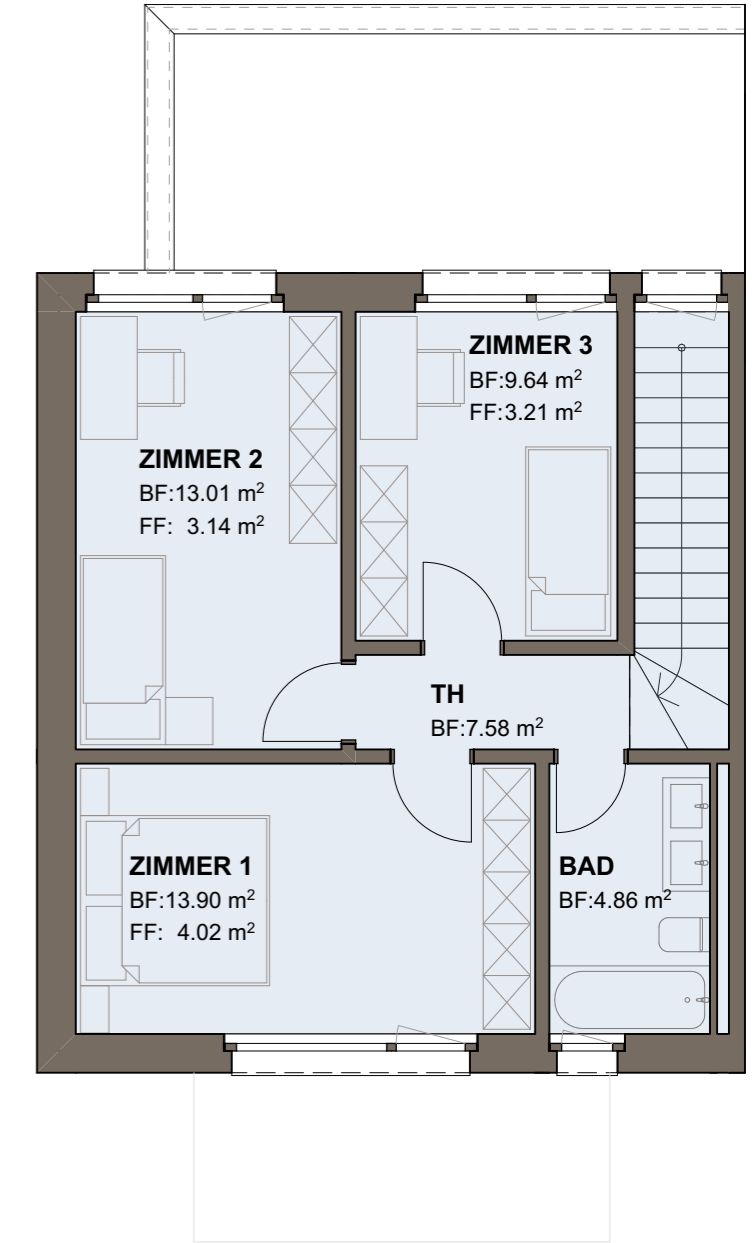 ZIMMER 3
BF:9.64 m²
FF:3.21 m²
ZIMMER 2
BF:13.01 m²
FF: 3.14 m²
TH
BF:7.58 m²
ZIMMER 1
BF:13.90 m²
FF: 4.02 m²
BAD
BF:4.86 m²